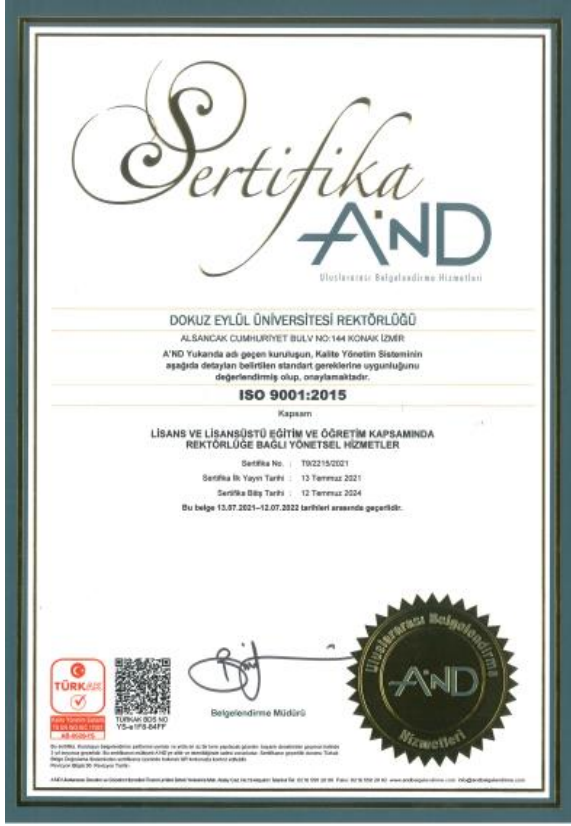 Sertifika
A'ND
Uluslararası Belgelendirme Hizmetleri
DOKUZ EYLÜL ÜNİVERSİTESİ REKTÖRLÜĞÜ
ALSANCAK CUMHURİYET BULV NO:144 KONAK İZMİR
A'ND Yukarıda adı geçen kuruluşun, Kalite Yönetim Sisteminin
aşağıda detayları belirtilen standart gereklerine uygunluğunu
değerlendirmiş olup, onaylamaktadır.
ISO 9001:2015
Kapsam
LİSANS VE LİSANSÜSTÜ EĞİTİM VE ÖĞRETİM KAPSAMINDA
REKTÖRLÜĞE BAĞLI YÖNETSEL HİZMETLER
Sertifika No. : T9/2215/2021
Sertifika İlk Yayın Tarihi : 13 Temmuz 2021
Sertifika Bitiş Tarihi : 12 Temmuz 2024
Bu belge 13.07.2021–12.07.2022 tarihleri arasında geçerlidir.
Uluslararası Belgelendirme
A'ND
Hizmetleri
TÜRKAK
TÜRKAK BDS NO
Belgelendirme Müdürü